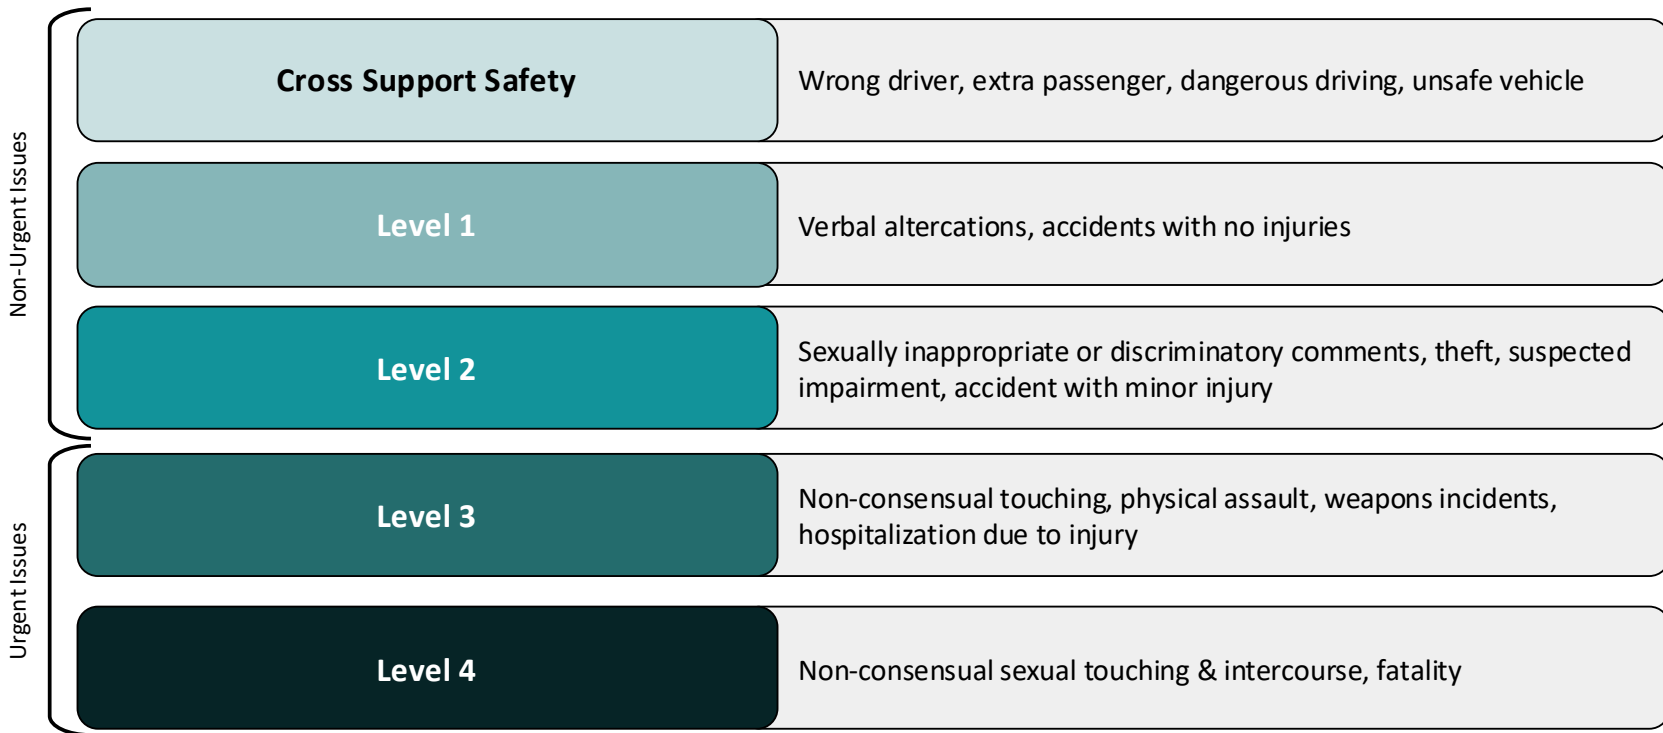 Non-Urgent Issues
Cross Support Safety
Wrong driver, extra passenger, dangerous driving, unsafe vehicle
Level 1
Verbal altercations, accidents with no injuries
Level 2
Sexually inappropriate or discriminatory comments, theft, suspected
impairment, accident with minor injury
Urgent Issues
Level 3
Non-consensual touching, physical assault, weapons incidents,
hospitalization due to injury
Level 4
Non-consensual sexual touching & intercourse, fatality